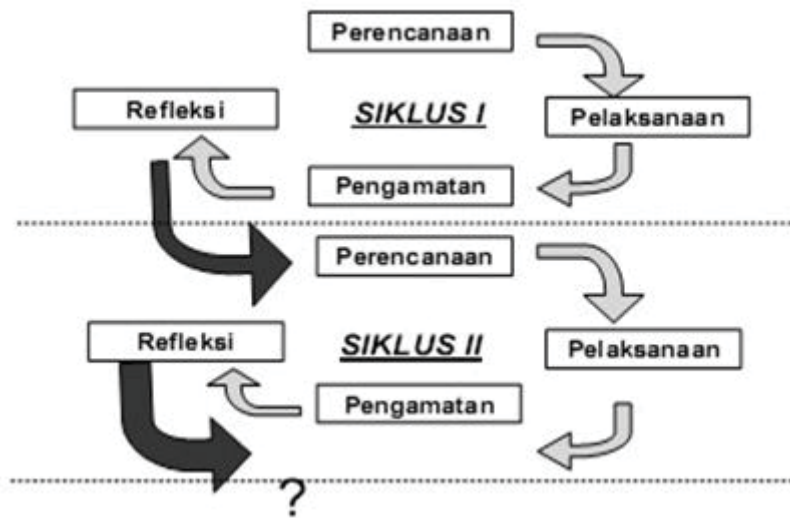 Perencanaan
Refleksi
SIKLUS I
Pelaksanaan
Pengamatan
Perencanaan
Refleksi
SIKLUS II
Pelaksanaan
Pengamatan
?